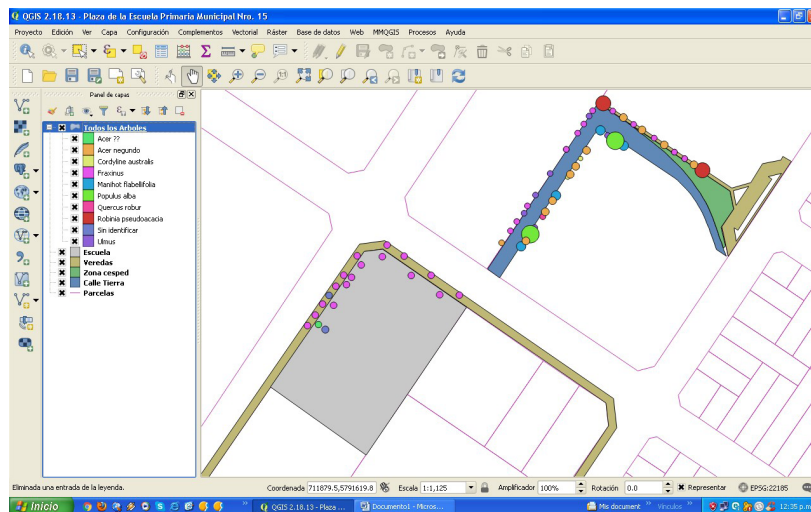 QGIS 2.18.13 - Plaza de la Escuela Primaria Municipal Nro. 15
Proyecto Edición Ver Capa Configuración Complementos Vectorial Ráster Base de datos Web MMQGIS Procesos Ayuda
Panel de capas
Todos los Arboles
Acer ??
Acer negundo
Cordyline australis
Fraxinus
Manihot flabellifolia
Populus alba
Quercus robur
Robinia pseudoacacia
Sin identificar
Ulmus
Escuela
Veredas
Zona cesped
Calle Tierra
Parcelas
Eliminada una entrada de la leyenda.
Coordenada 711879.5,5791619.8 Escala 1:1,125 Amplificador 100% Rotación 0.0 Representar EPSG:22185
Inicio QGIS 2.18.13 - Plaza ... Documento1 - Micros... Mis document Vinculos 12:35 p.m.